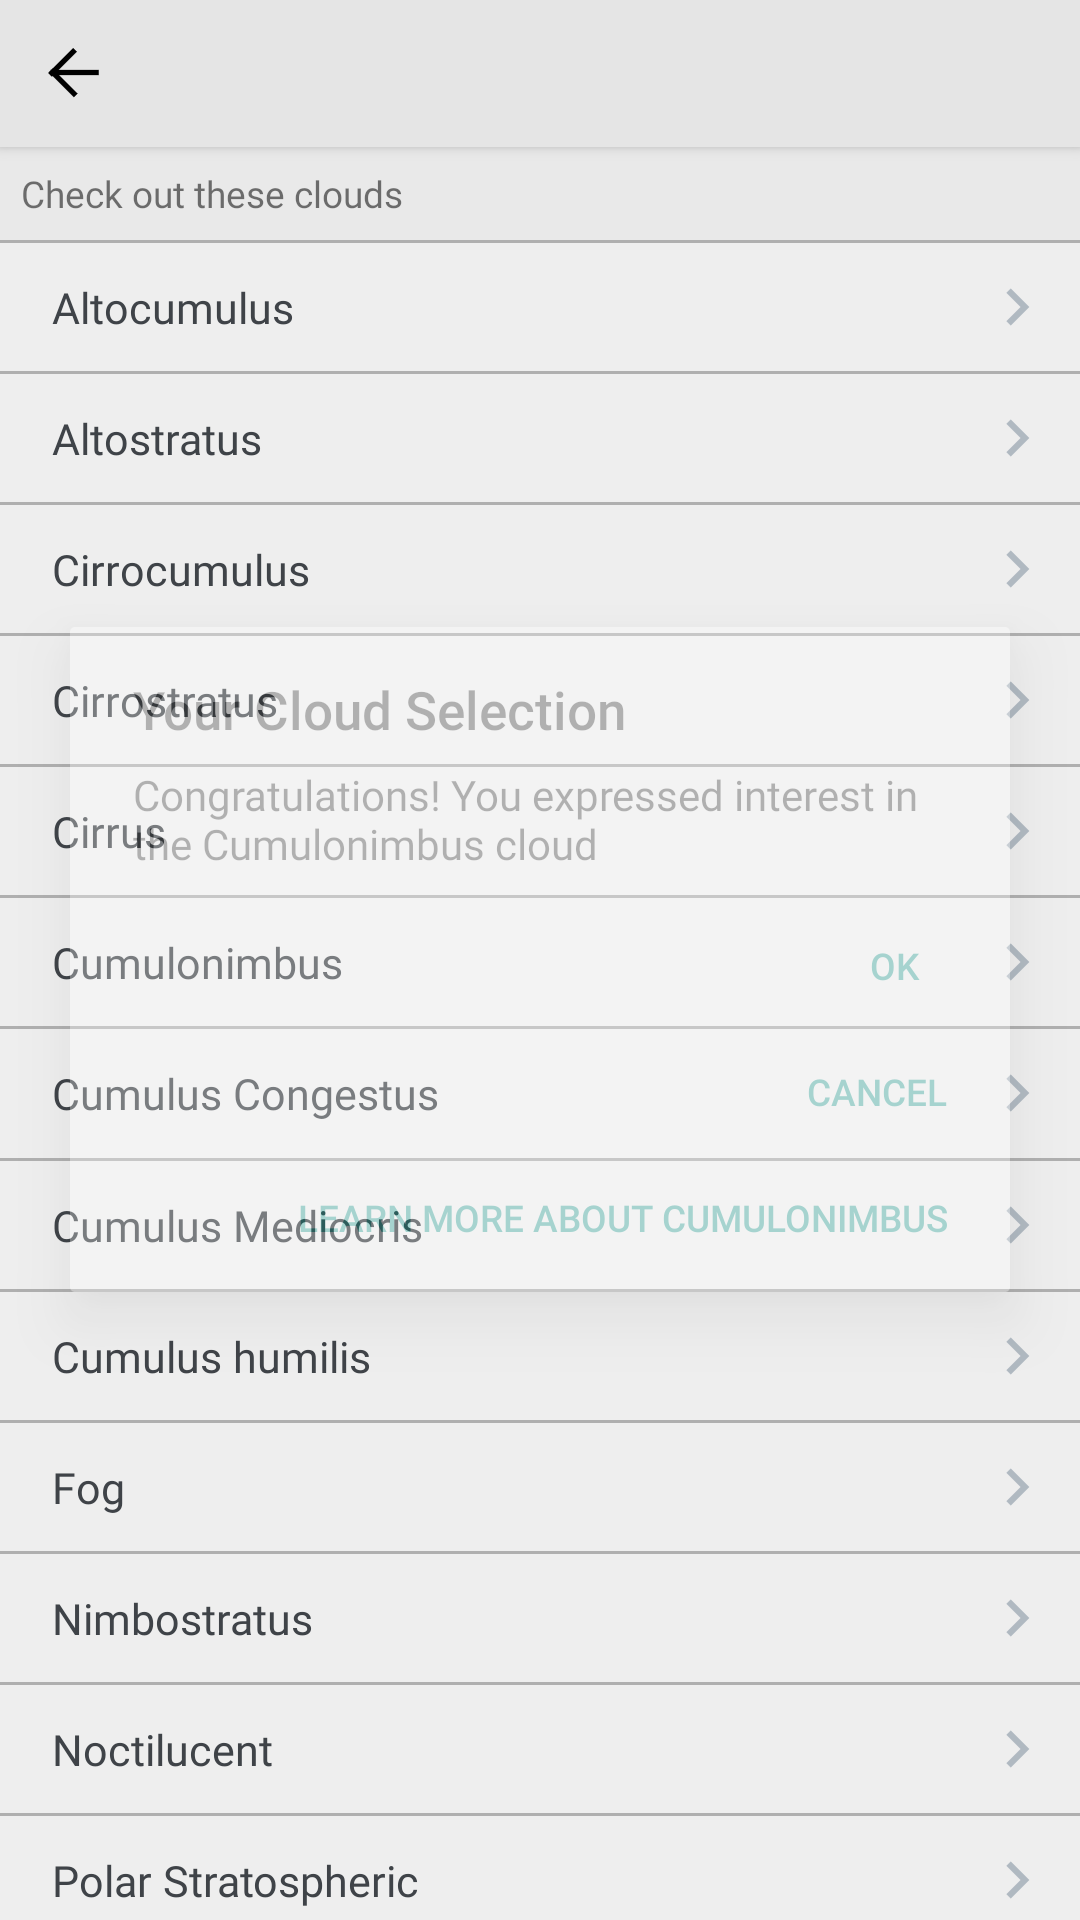 Check out these clouds
Altocumulus
Altostratus
Cirrocumulus
Cirrostratus
Your Cloud Selection
Congratulations! You expressed interest in
the Cumulonimbus cloud
Cirrus
Cumulonimbus
OK
Cumulus Congestus
CANCEL
Cumulus Mediocris
LEARN MORE ABOUT CUMULONIMBUS
Cumulus humilis
Fog
Nimbostratus
Noctilucent
Polar Stratospheric